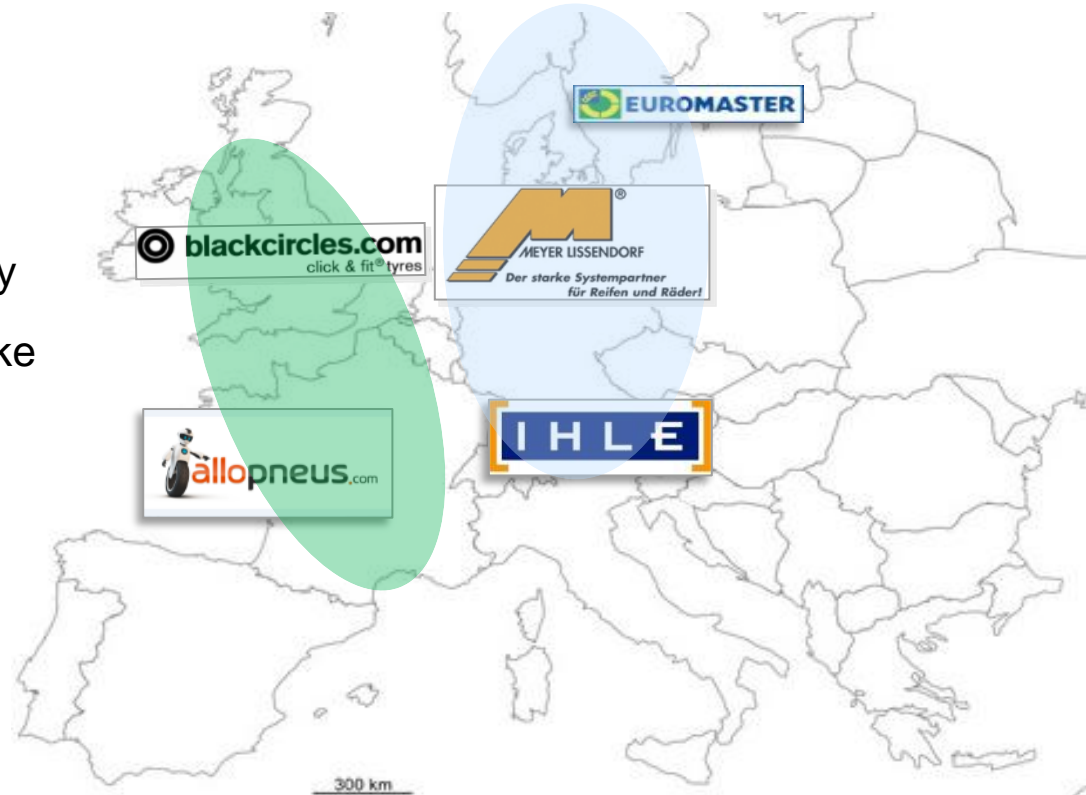 EUROMASTER
MEYER LISSENDORF
Der starke Systempartner
für Reifen und Räder!
®
blackcircles.com
click & fit® tyres
y
ke
allopneus.com
IHLE
300 km